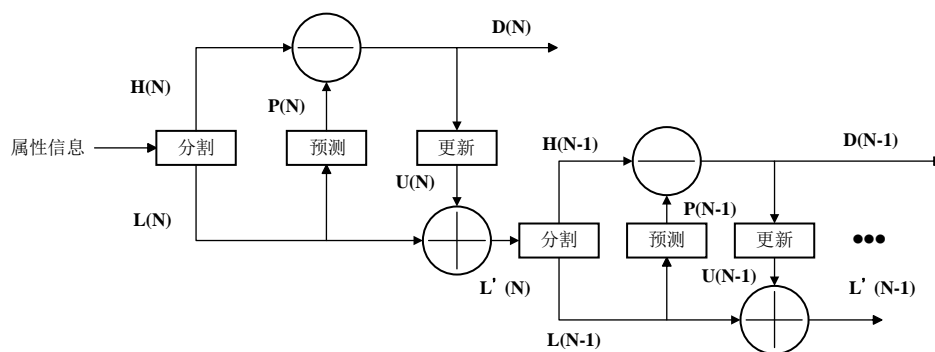 D(N)
H(N)
P(N)
属性信息
分割
预测
更新
U(N)
L(N)
L'(N)
H(N-1)
D(N-1)
P(N-1)
分割
预测
更新
●●●
U(N-1)
L'(N-1)
L(N-1)